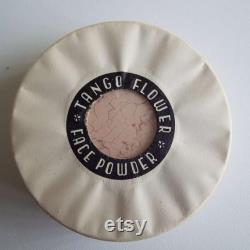 TANGO FLOWER
FACE POWDER
etsy